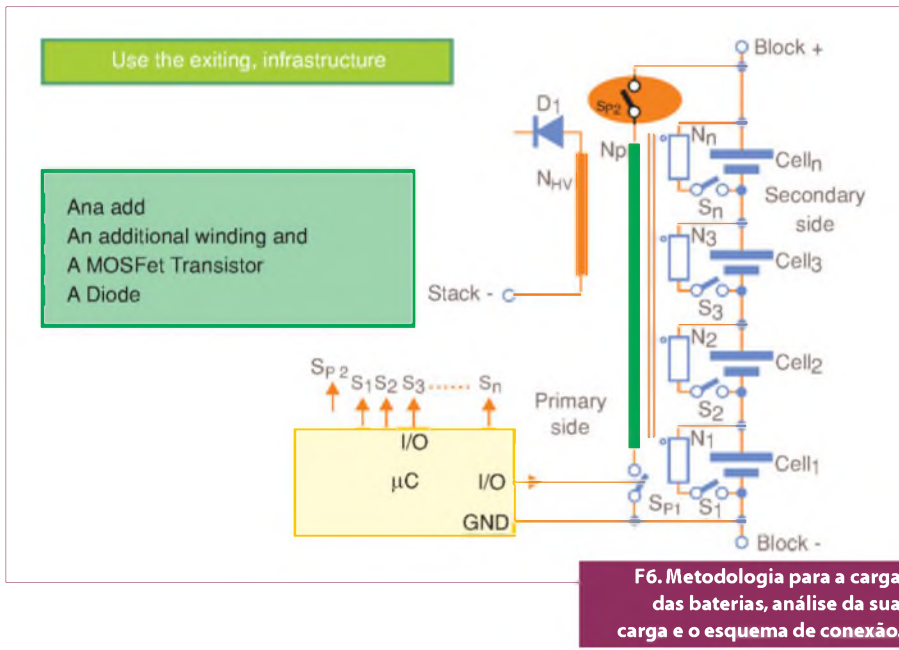 Use the exiting, infrastructure
Ana add
An additional winding and
A MOSFet Transistor
A Diode
Block +
D1
SP2
Np
NHV
Nn
Celln
Sn
Secondary
side
N3
Cell3
S3
Stack -
N2
Cell2
S2
SP 2
S1 S2 S3 ...... Sn
Primary
side
I/O
µC
I/O
GND
N1
Cell1
SP1
S1
Block -
F6. Metodologia para a carga
das baterias, análise da sua
carga e o esquema de conexão.